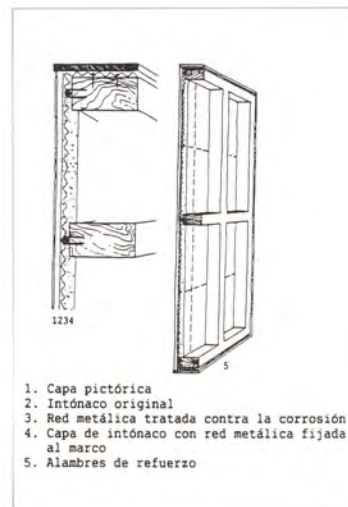 1234
5
1. Capa pictórica
2. Intónaco original
3. Red metálica tratada contra la corrosión
4. Capa de intónaco con red metálica fijada
al marco
5. Alambres de refuerzo